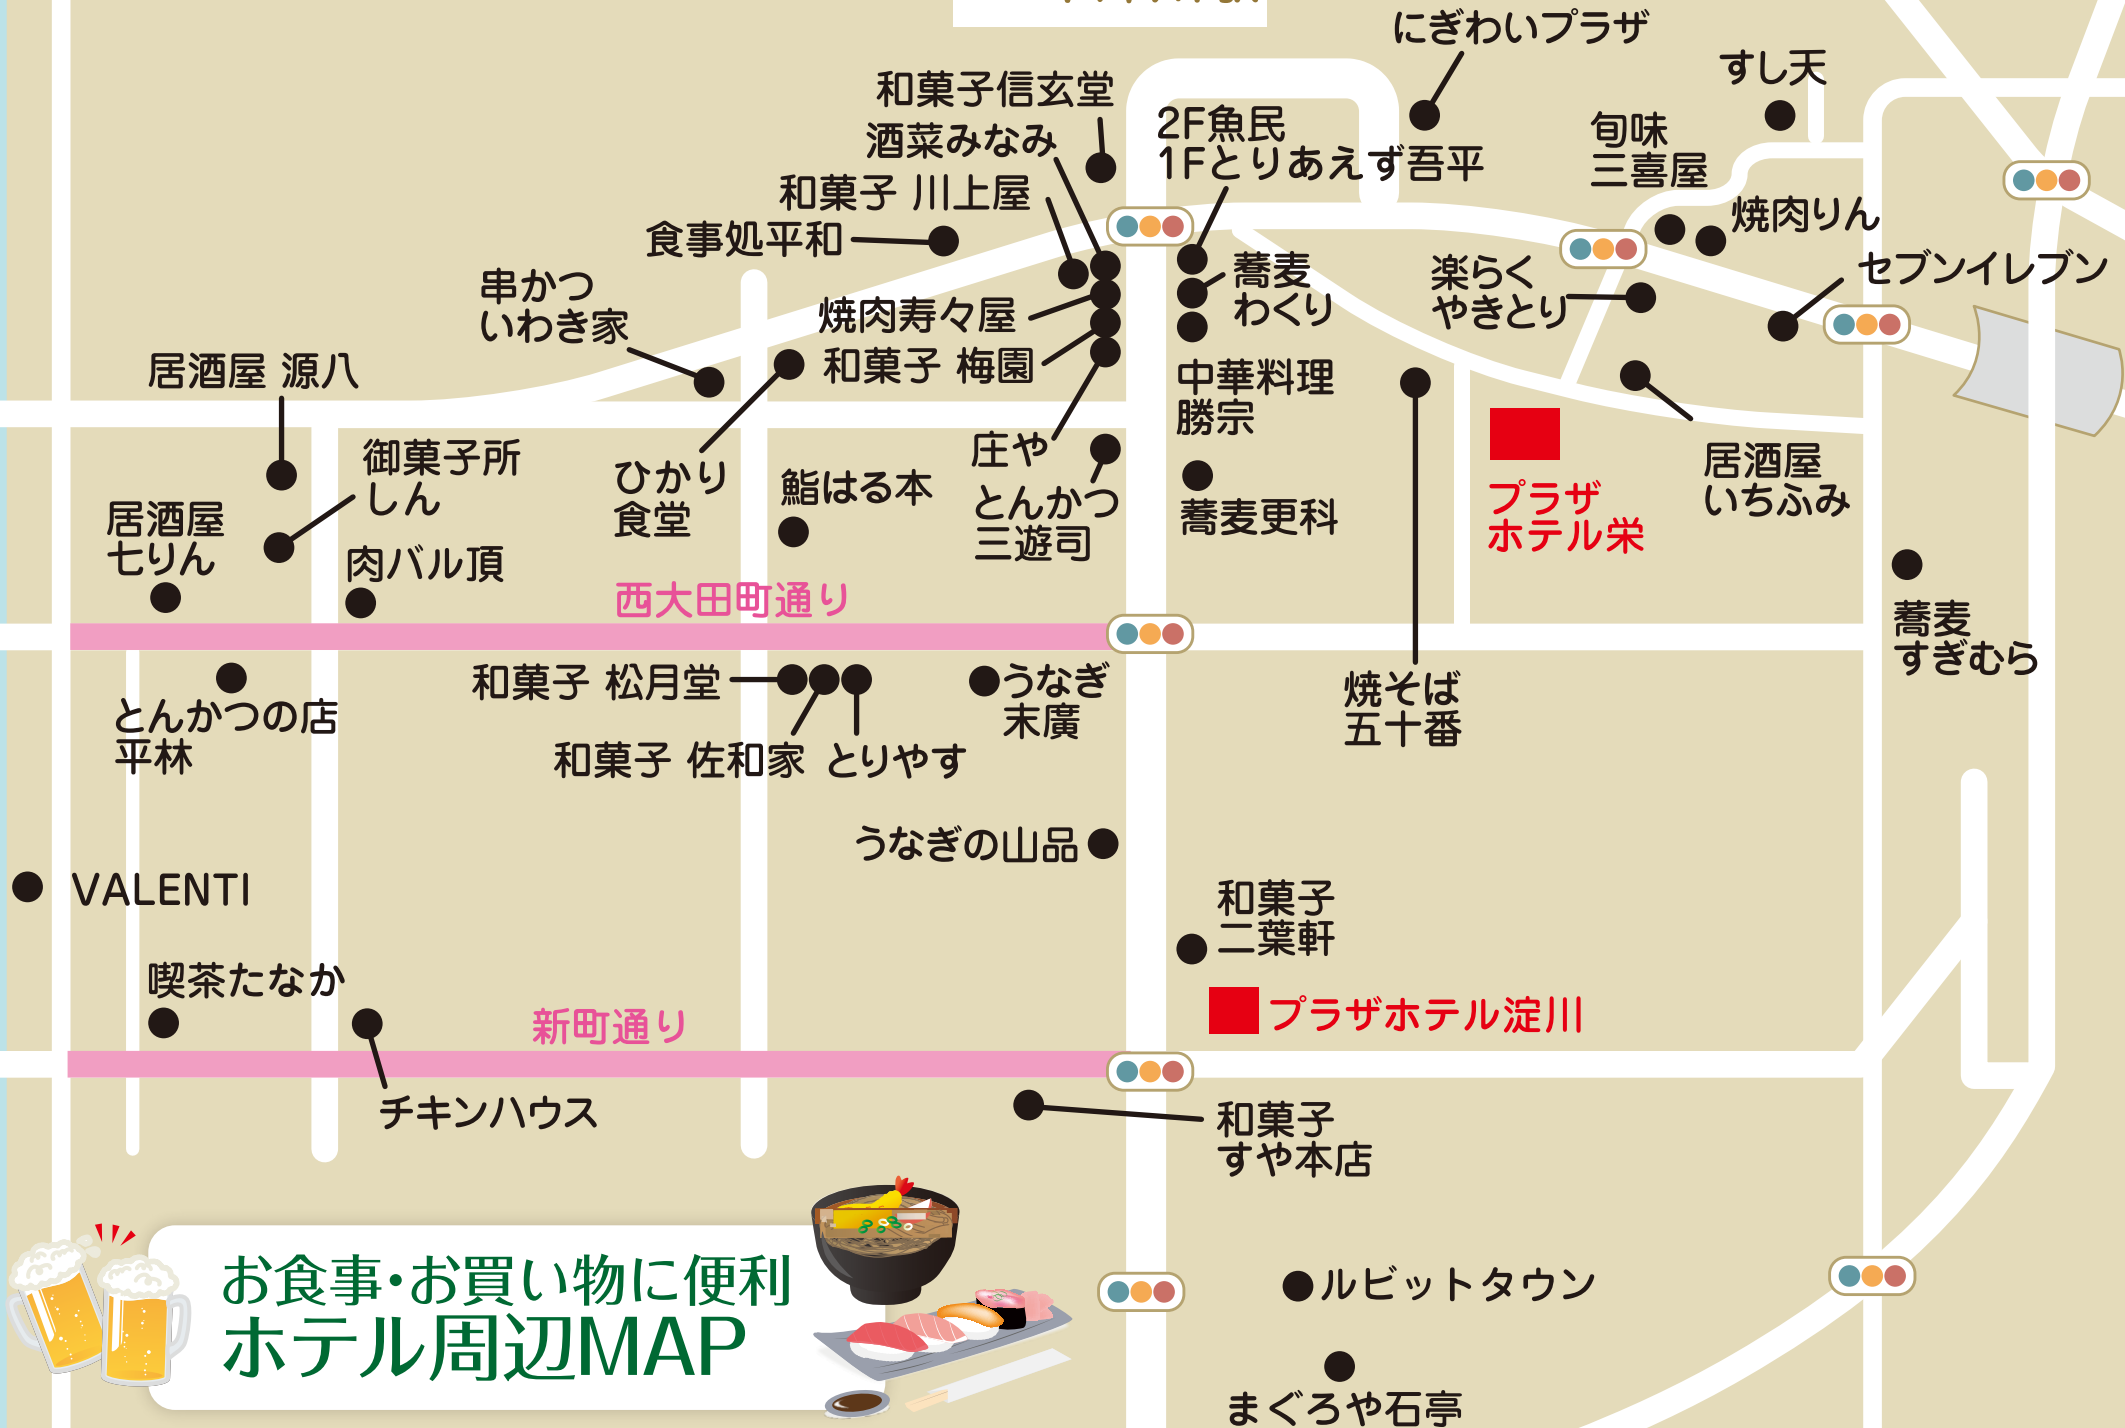 にぎわいプラザ
すし天
和菓子信玄堂
酒菜みなみ
2F魚民
1Fとりあえず吾平
旬味
三喜屋
和菓子 川上屋
焼肉りん
食事処平和
セブンイレブン
蕎麦
わくり
楽らく
やきとり
串かつ
いわき家
焼肉寿々屋
和菓子 梅園
居酒屋 源八
中華料理
勝宗
御菓子所
しん
庄や
ひかり
食堂
鮨はる本
とんかつ
三遊司
蕎麦更科
プラザ
ホテル栄
居酒屋
いちふみ
居酒屋
七りん
肉バル頂
西大田町通り
蕎麦
すぎむら
和菓子 松月堂
うなぎ
末廣
焼そば
五十番
とんかつの店
平林
和菓子 佐和家
とりやす
うなぎの山品
VALENTI
和菓子
二葉軒
喫茶たなか
新町通り
プラザホテル淀川
チキンハウス
和菓子
すや本店
お食事・お買い物に便利
ホテル周辺MAP
ルビットタウン
まぐろや石亭